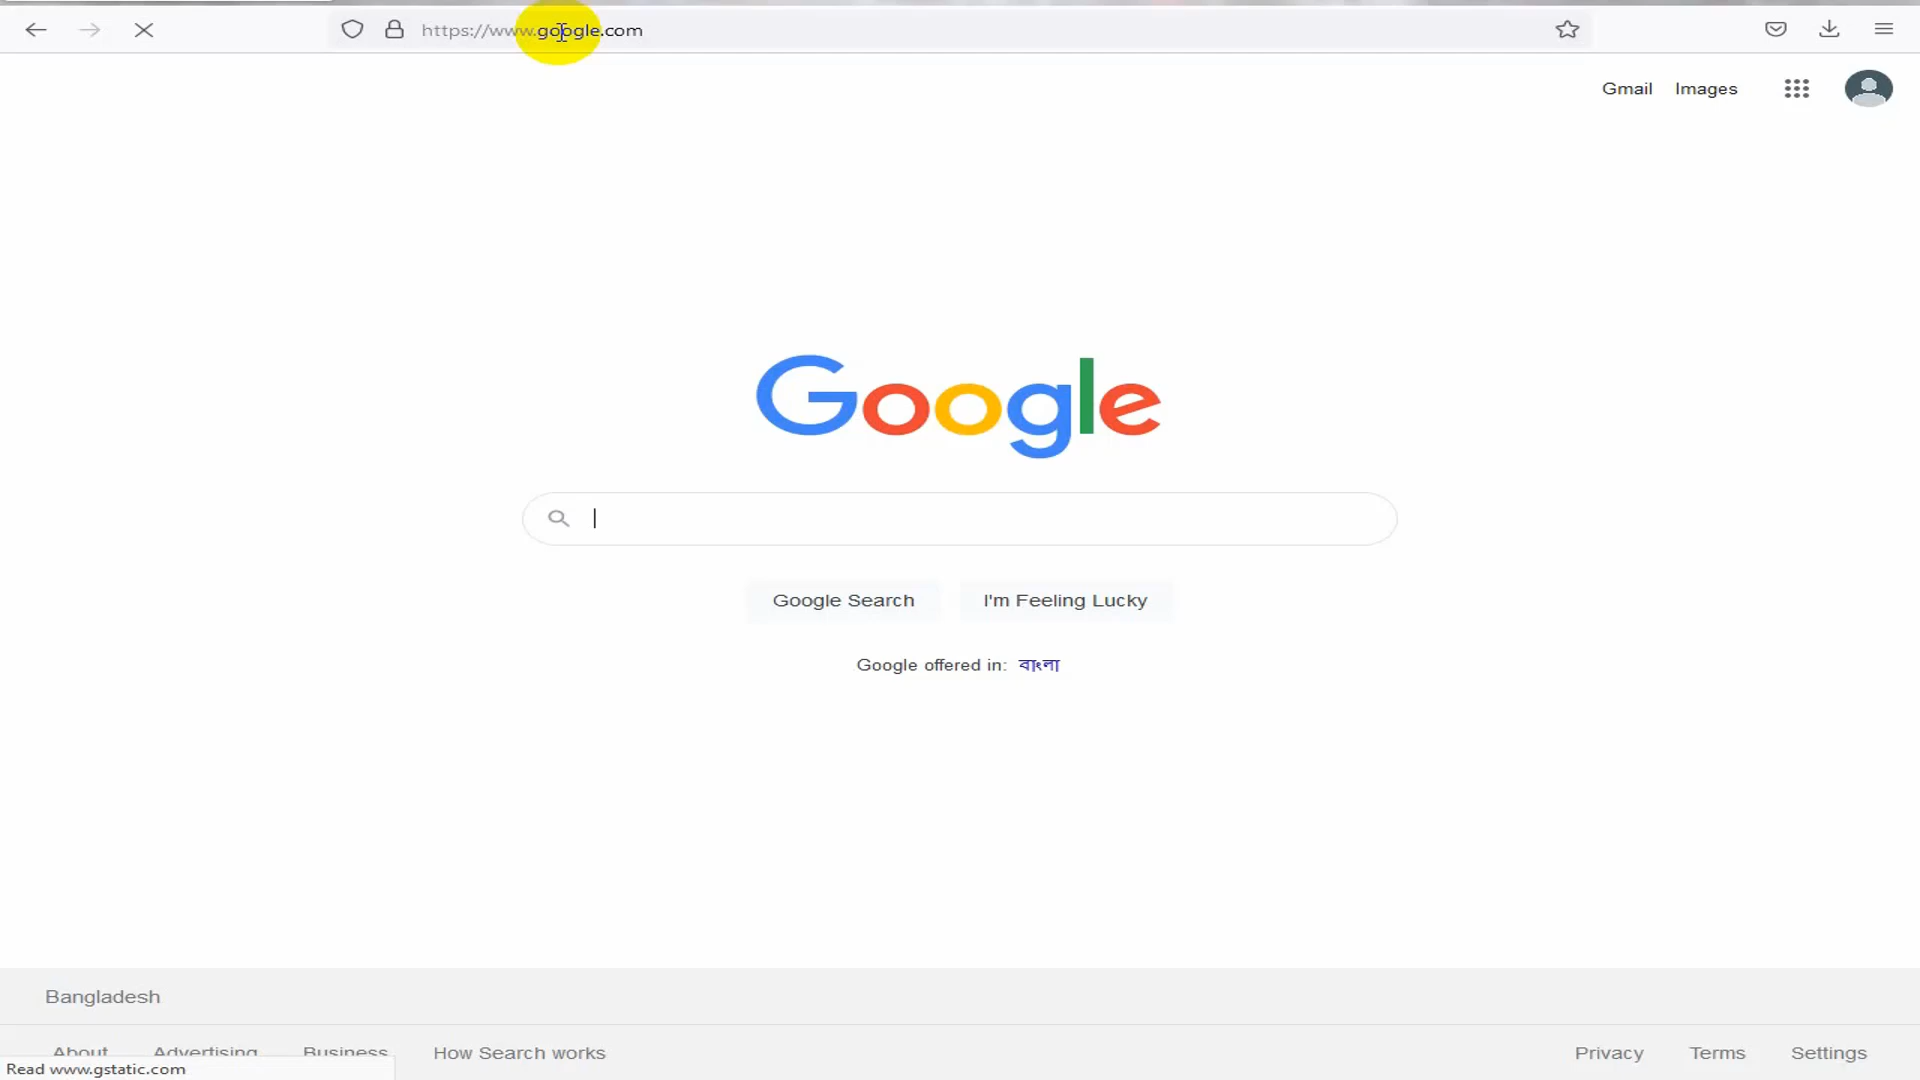 https://www.google.com
Gmail Images
Google
Google Search I'm Feeling Lucky
Google offered in: বাংলা
Bangladesh
About Advertising Business How Search works Privacy Terms Settings
Read www.gstatic.com